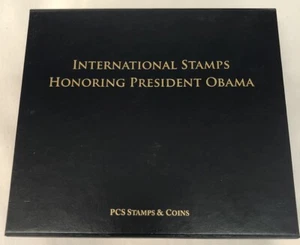 International Stamps
Honoring President Obama
PCS Stamps & Coins